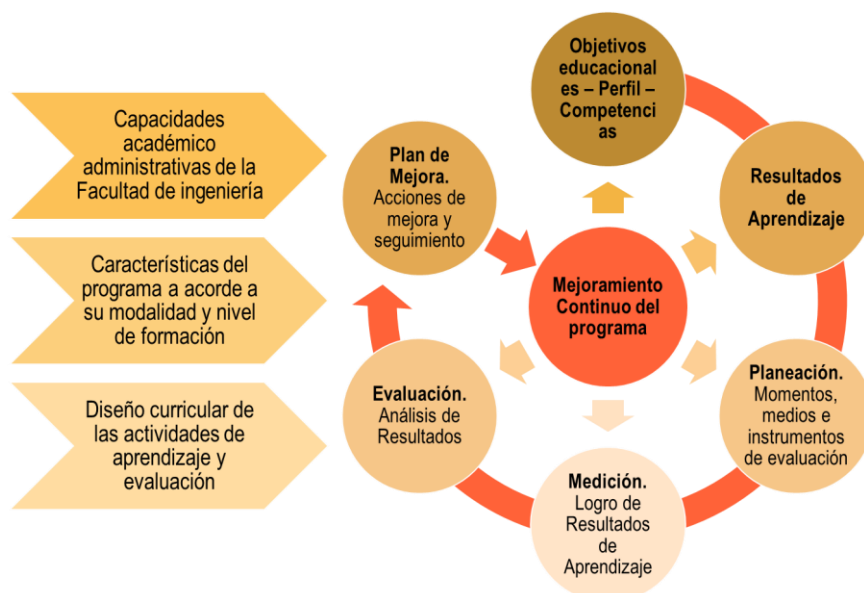 Capacidades
académico
administrativas de la
Facultad de ingeniería
Características del
programa a acorde a
su modalidad y nivel
de formación
Diseño curricular de
las actividades de
aprendizaje y
evaluación
Objetivos
educacional
es – Perfil –
Competenci
as
Resultados
de
Aprendizaje
Planeación.
Momentos,
medios e
instrumentos
de evaluación
Medición.
Logro de
Resultados
de
Aprendizaje
Evaluación.
Análisis de
Resultados
Plan de
Mejora.
Acciones de
mejora y
seguimiento
Mejoramiento
Continuo del
programa